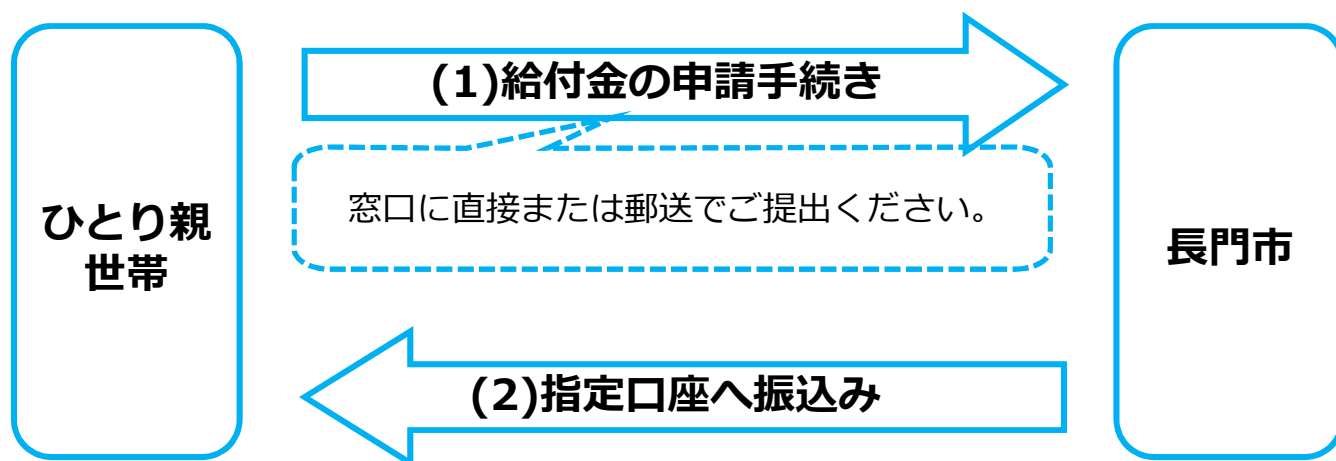 (1)給付金の申請手続き
窓口に直接または郵送でご提出ください。
ひとり親
世帯
長門市
(2)指定口座へ振込み